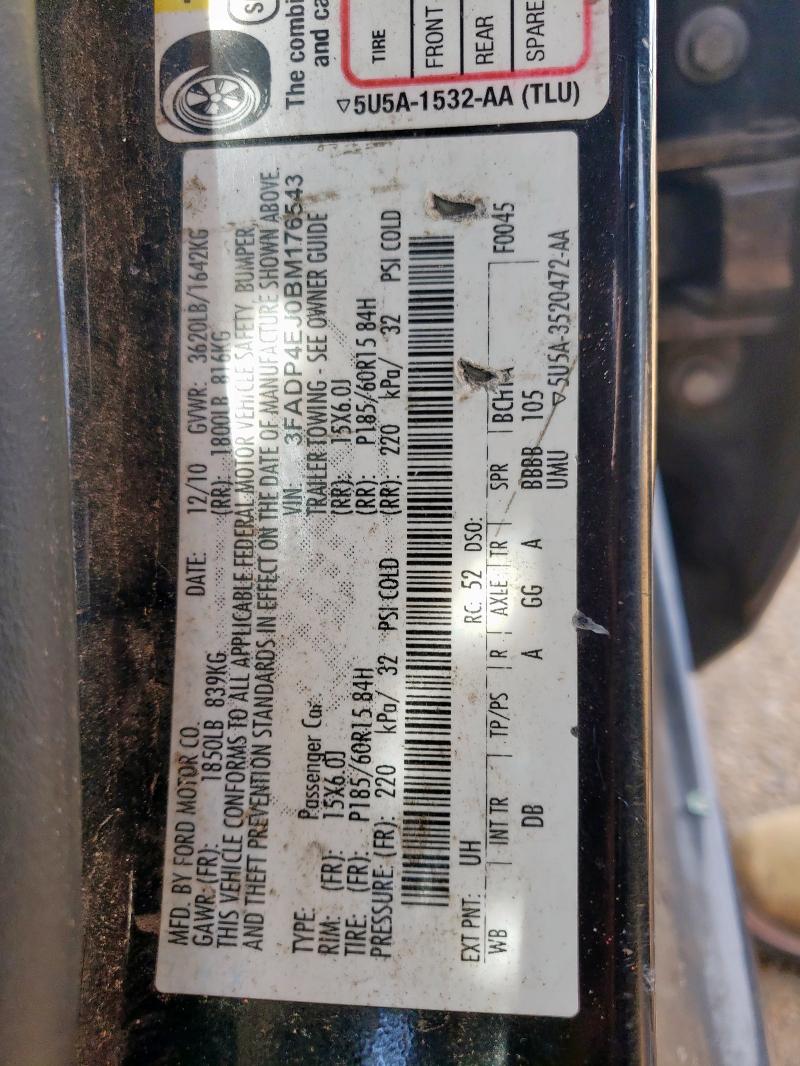 The combi
and ca
TIRE
FRONT
REAR
SPARE
▽5U5A-1532-AA (TLU)
MFD. BY FORD MOTOR CO.
DATE: 12/10 GVWR: 3620LB/1642KG
GAWR: (FR): 1850LB 839KG (RR): 1800LB 816KG
THIS VEHICLE CONFORMS TO ALL APPLICABLE FEDERAL MOTOR VEHICLE SAFETY, BUMPER,
AND THEFT PREVENTION STANDARDS IN EFFECT ON THE DATE OF MANUFACTURE SHOWN ABOVE.
VIN: 3FADP4EJ0BM176543
TYPE: Passenger Car TRAILER TOWING - SEE OWNER GUIDE
RIM: (FR): 15X6.0J (RR): 15X6.0J
TIRE: (FR): P185/60R15 84H (RR): P185/60R15 84H
PRESSURE: (FR): 220 kPa/ 32 PSI COLD (RR): 220 kPa/ 32 PSI COLD
EXT PNT: UH RC: 52 DSO:
WB INT TR TP/PS R AXLE TR SPR F0045
DB A GG A BBBB 105
UMU ▽5U5A-3520472-AA